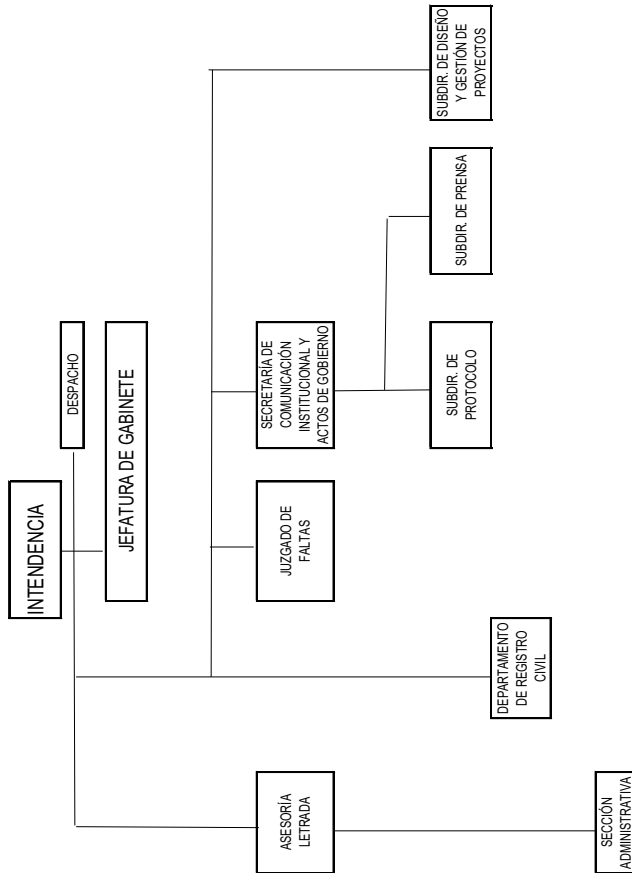 INTENDENCIA
DESPACHO
JEFATURA DE GABINETE
ASESORÍA
LETRADA
JUZGADO DE
FALTAS
SECRETARÍA DE
COMUNICACIÓN
INSTITUCIONAL Y
ACTOS DE GOBIERNO
SUBDIR. DE
PROTOCOLO
SUBDIR. DE PRENSA
SUBDIR. DE DISEÑO
Y GESTIÓN DE
PROYECTOS
DEPARTAMENTO
DE REGISTRO
CIVIL
SECCIÓN
ADMINISTRATIVA